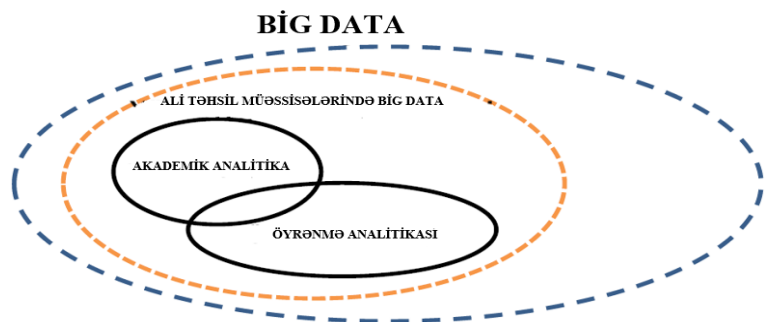 BİG DATA
ALİ TƏHSİL MÜƏSSİSƏLƏRİNDƏ BİG DATA
AKADEMİK ANALİTİKA
ÖYRƏNMƏ ANALİTİKASI